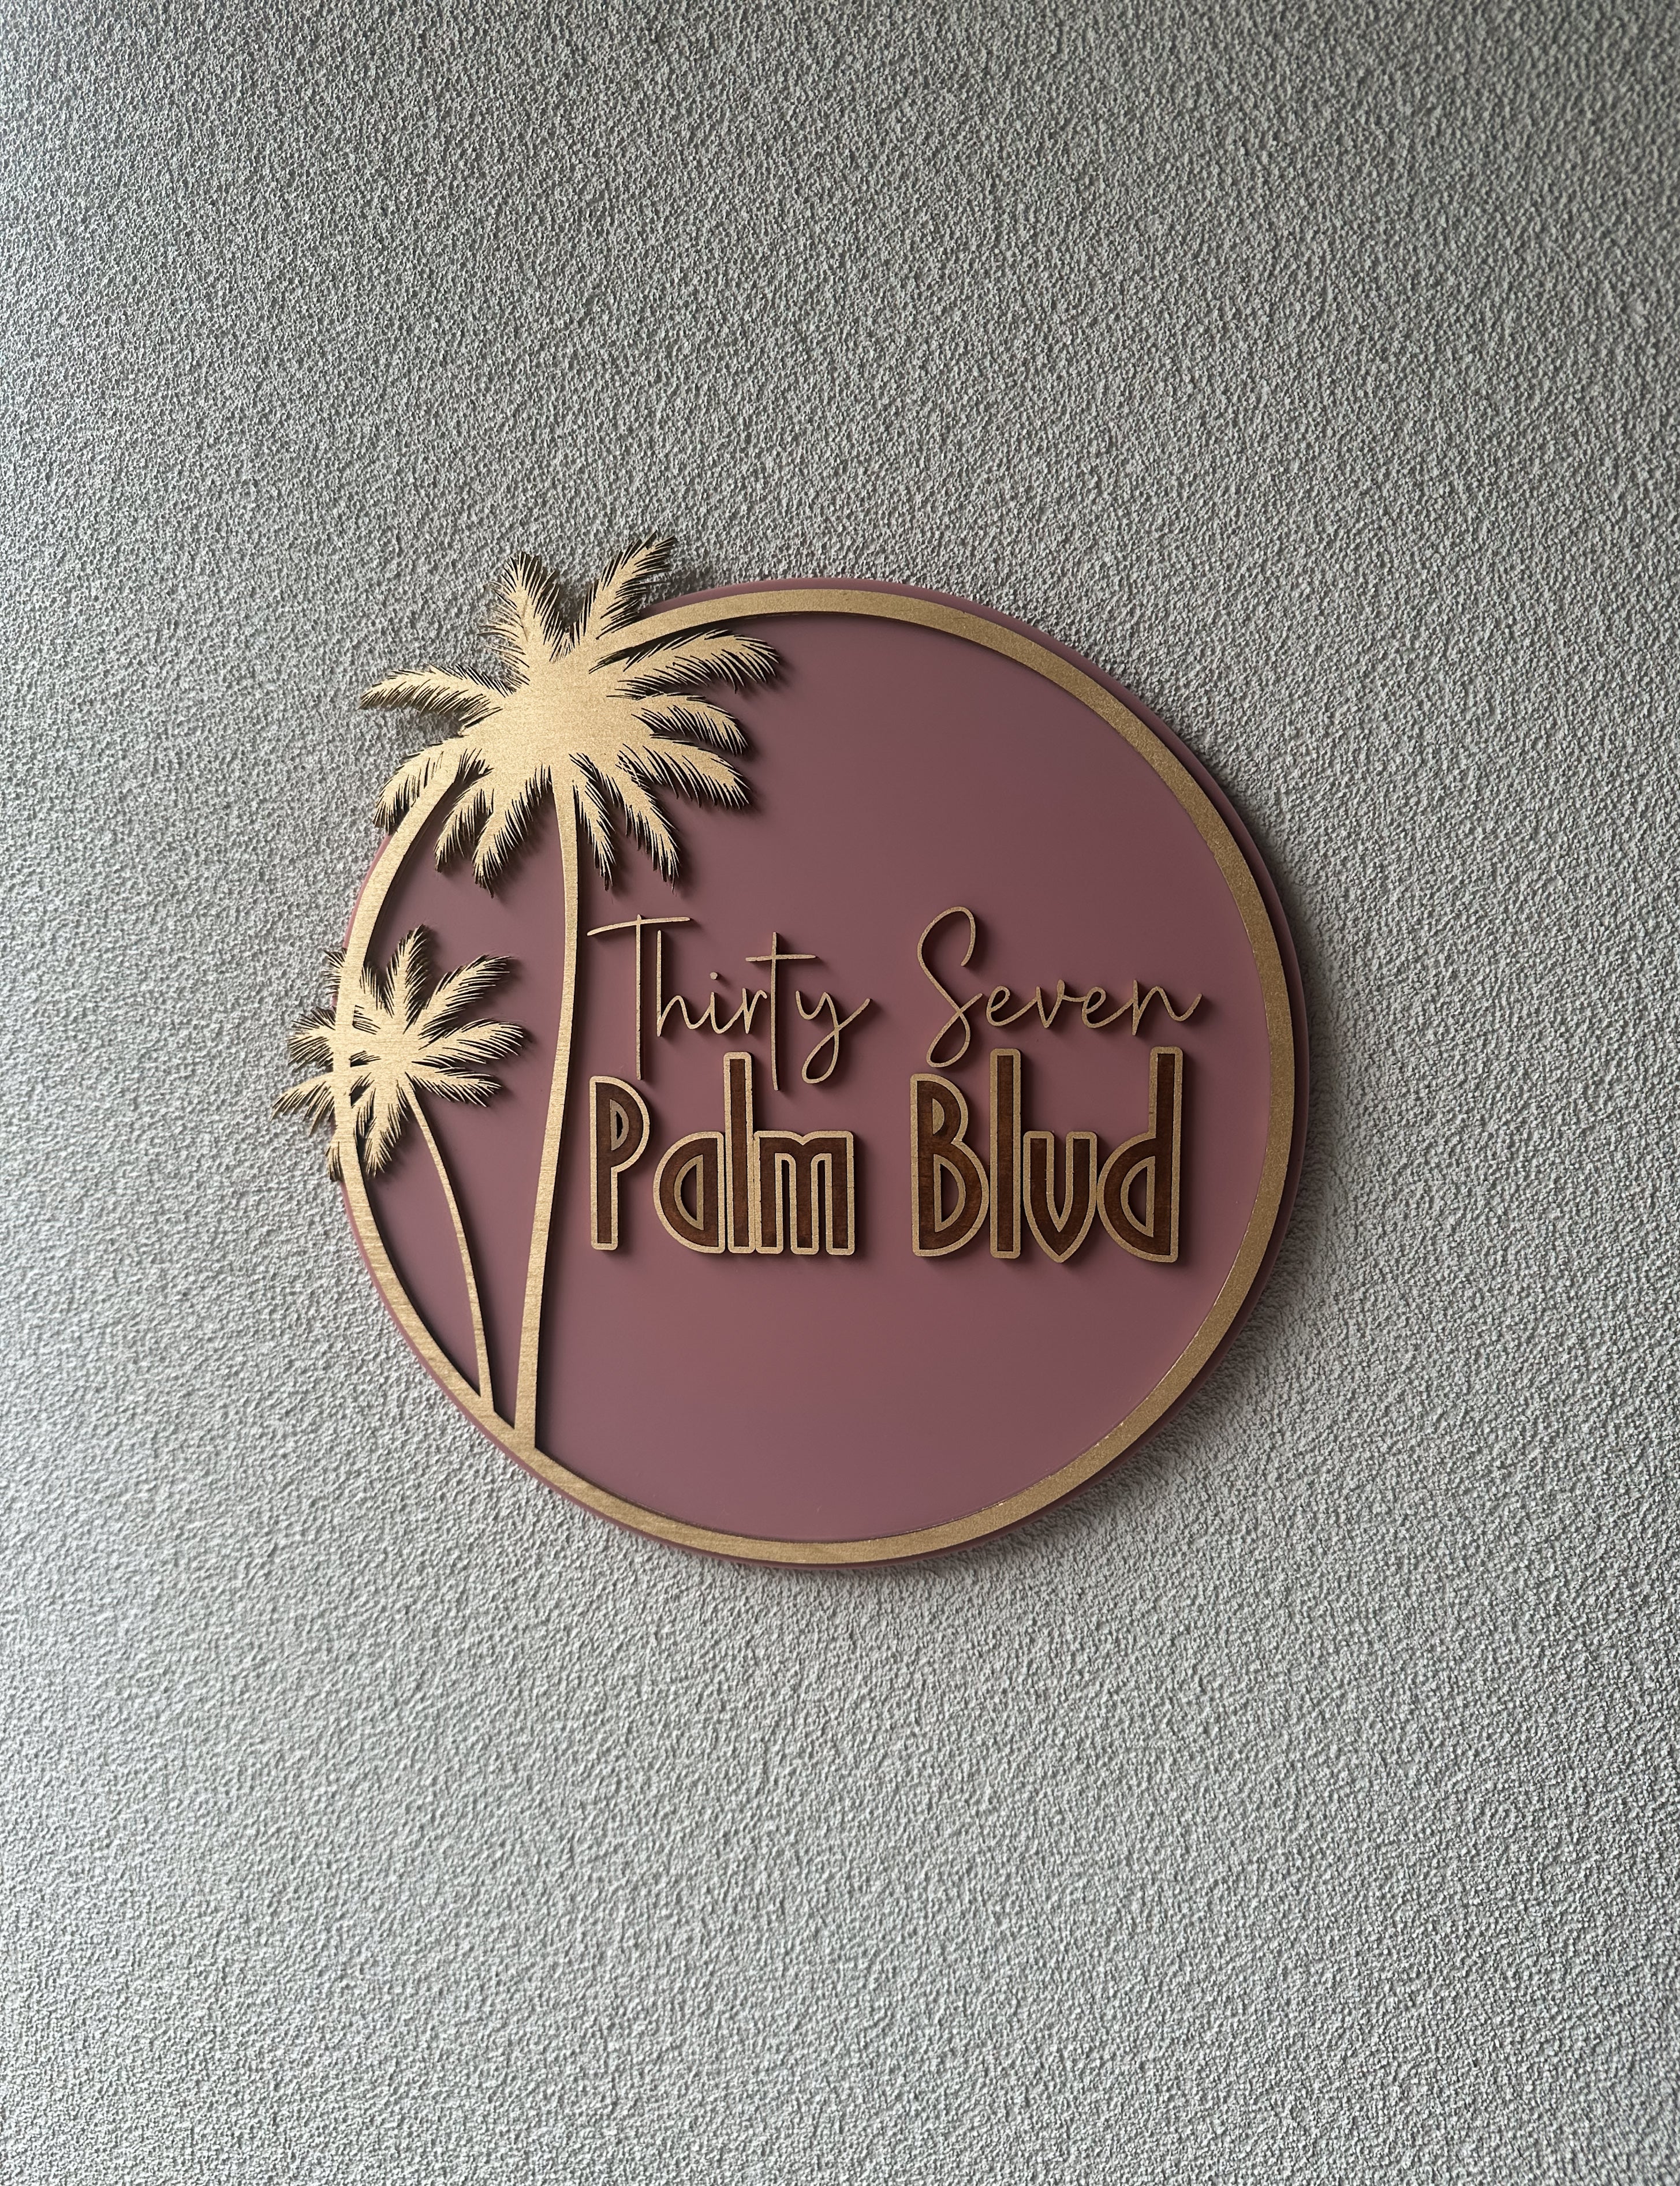 Thirty Seven
Palm Blvd